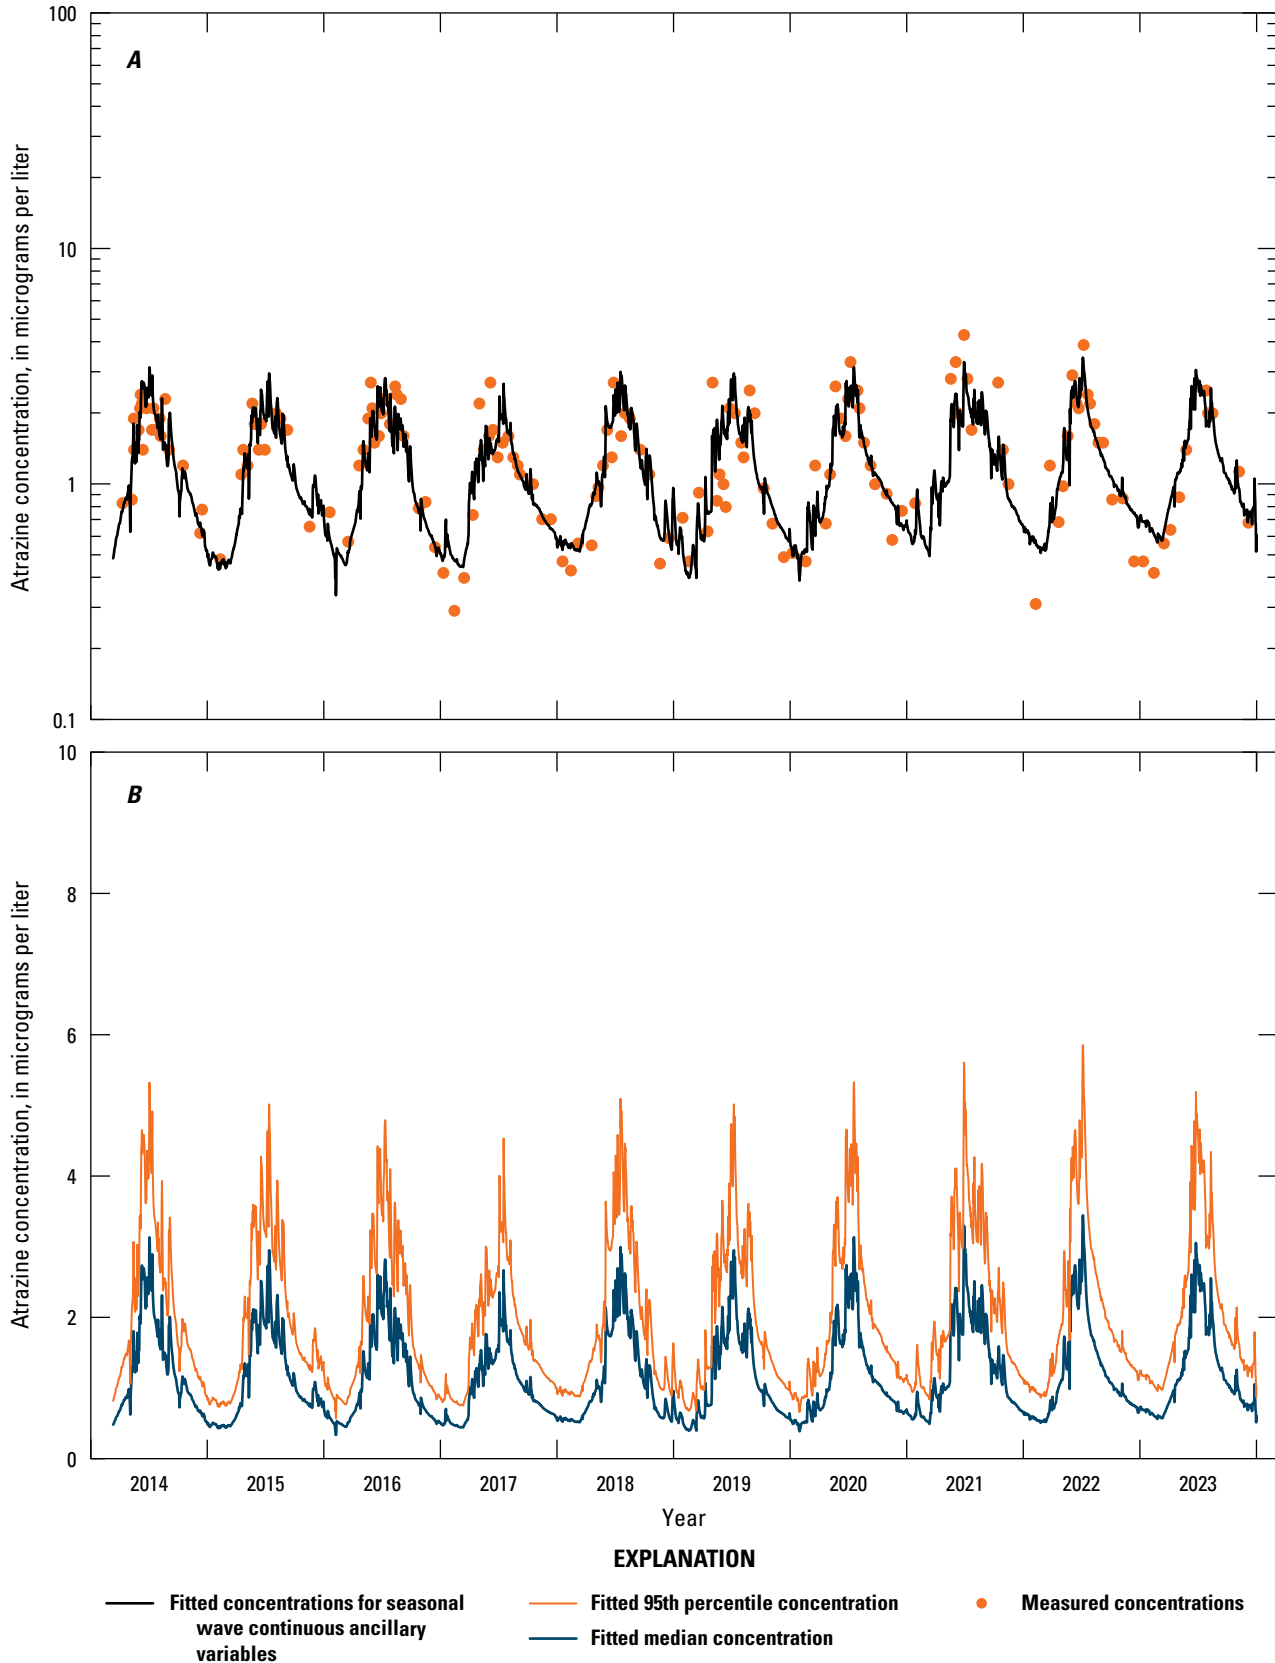 100
A
10
1
0.1
Atrazine concentration, in micrograms per liter
10
B
8
6
4
2
0
Atrazine concentration, in micrograms per liter
2014 2015 2016 2017 2018 2019 2020 2021 2022 2023
Year
EXPLANATION
Fitted concentrations for seasonal
wave continuous ancillary
variables
Fitted 95th percentile concentration
Fitted median concentration
Measured concentrations